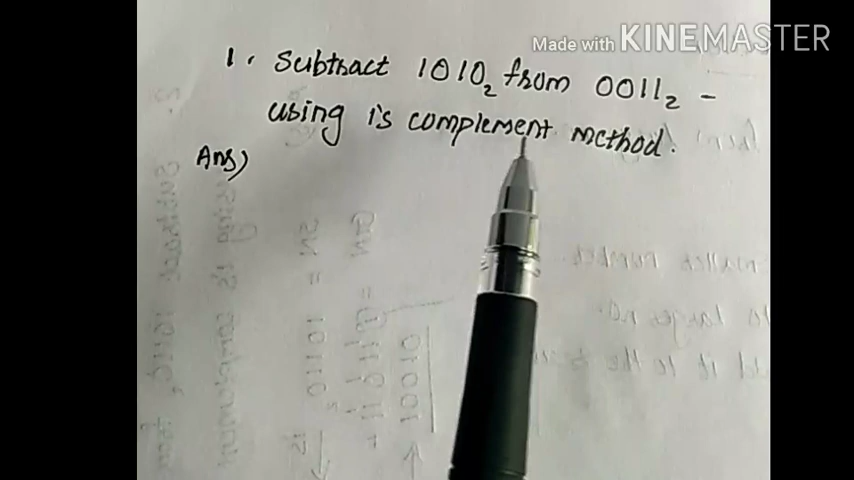 Made with KINEMASTER
1. Subtract 1010₂ from 0011₂ -
using 1's complement method.
Ans)